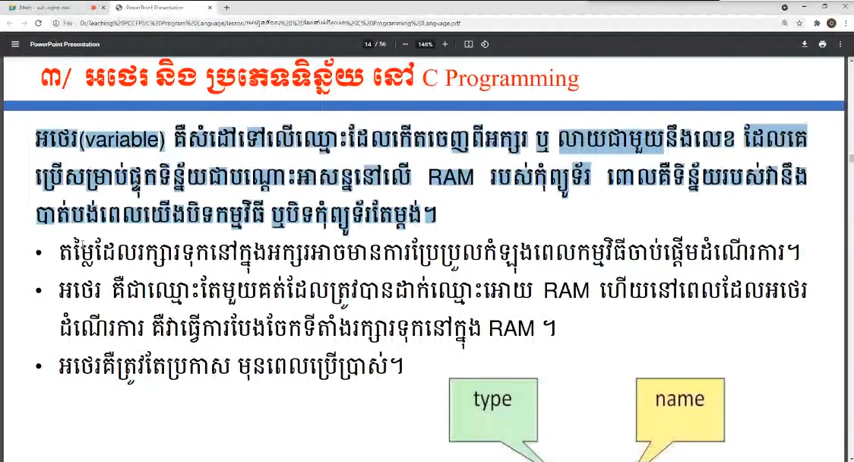 PowerPoint Presentation
PowerPoint Presentation
14 / 56
148%
៣/ អថេរ និង ប្រភេទទិន្ន័យ នៅ C Programming
អថេរ(variable) គឺសំដៅទៅលើឈ្មោះដែលកើតចេញពីអក្សរ ឬ លាយជាមួយនឹងលេខ ដែលគេ
ប្រើសម្រាប់ផ្ទុកទិន្ន័យជាបណ្ដោះអាសន្ននៅលើ RAM របស់កុំព្យូទ័រ ពោលគឺទិន្ន័យរបស់វានឹង
បាត់បង់ពេលយើងបិទកម្មវិធី ឬបិទកុំព្យូទ័រតែម្ដង។
• តម្លៃដែលរក្សារទុកនៅក្នុងអក្សរអាចមានការប្រែប្រួលកំឡុងពេលកម្មវិធីចាប់ផ្ដើមដំណើរការ។
• អថេរ គឺជាឈ្មោះតែមួយគត់ដែលត្រូវបានដាក់ឈ្មោះអោយ RAM ហើយនៅពេលដែលអថេរ
ដំណើរការ គឺវាធ្វើការបែងចែកទីតាំងរក្សារទុកនៅក្នុង RAM ។
• អថេរគឺត្រូវតែប្រកាស មុនពេលប្រើប្រាស់។
type
name